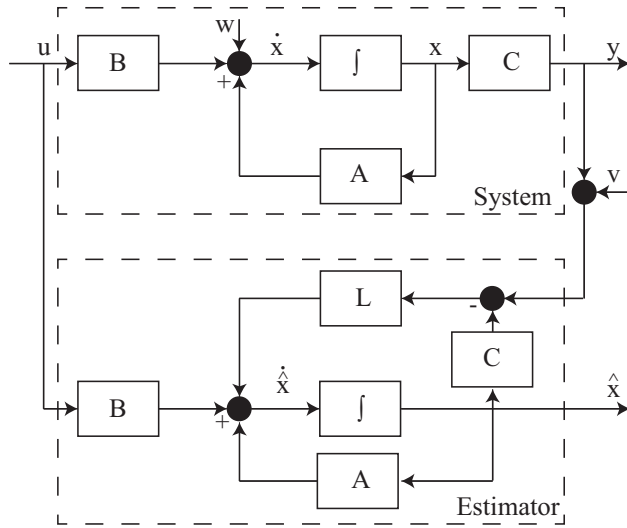 w
u
B
+
ẋ
∫
x
C
y
A
System
v
L
-
C
B
+
x̂̇
∫
x̂
A
Estimator